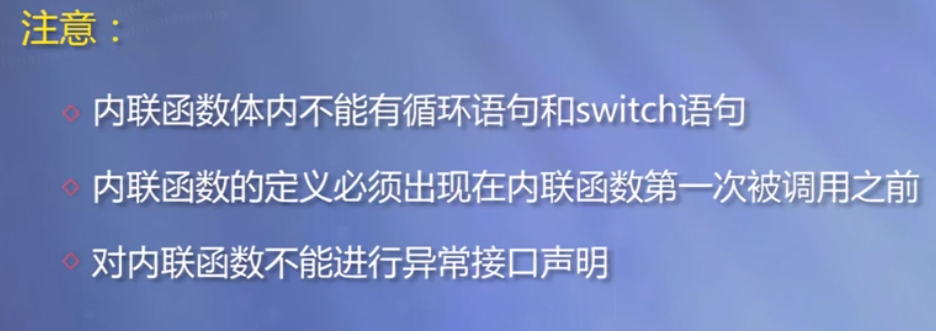 注意：
内联函数体内不能有循环语句和switch语句
内联函数的定义必须出现在内联函数第一次被调用之前
对内联函数不能进行异常接口声明